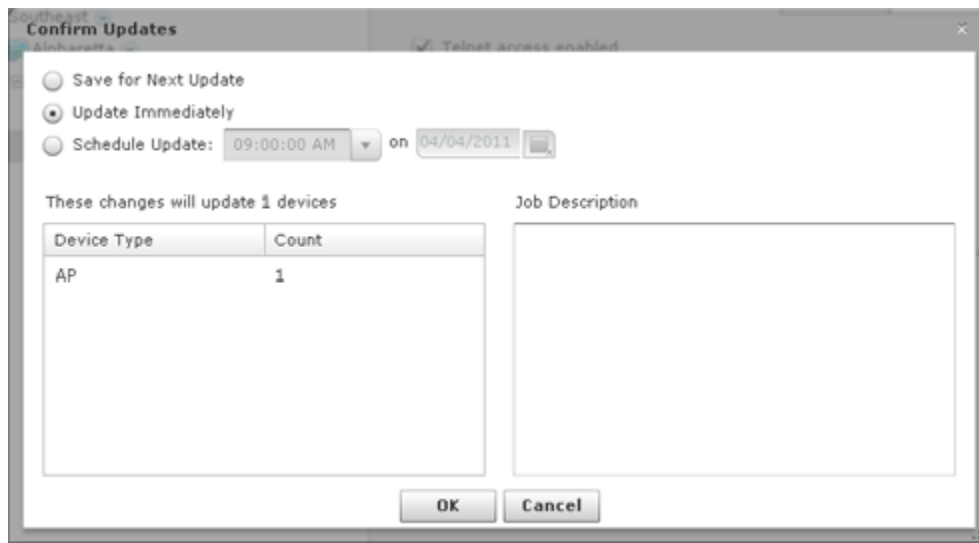 Southeast
Confirm Updates
Alpharetta
Telnet access enabled
Save for Next Update
Update Immediately
Schedule Update: 09:00:00 AM on 04/04/2011
These changes will update 1 devices
Job Description
Device Type Count
AP 1
OK Cancel